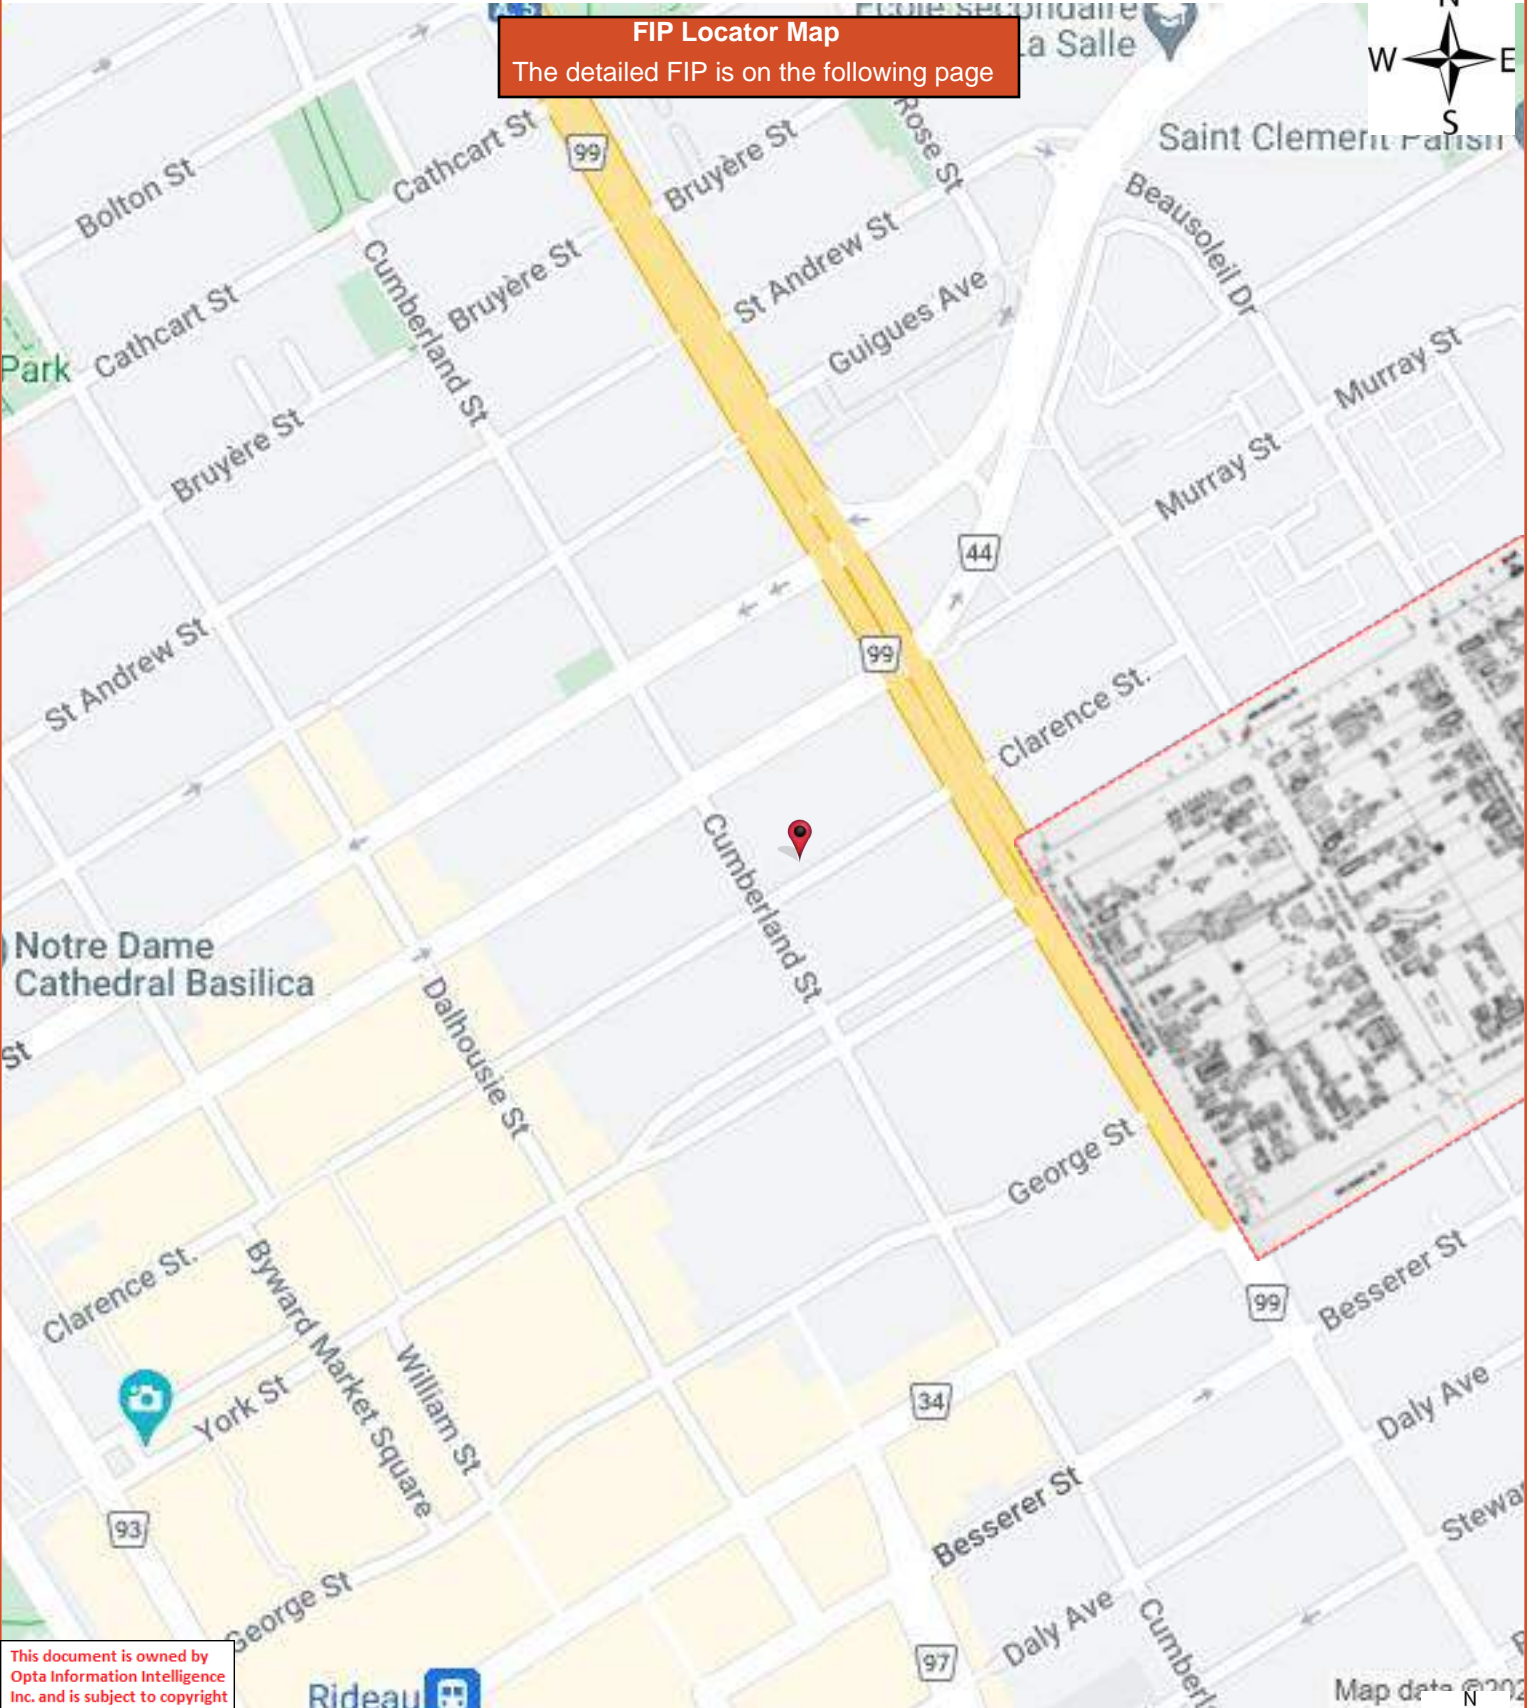 FIP Locator Map
The detailed FIP is on the following page
N
W
E
S
La Salle
Saint Clement Parish
99
Cathcart St
Bruyère St
Rose St
Bolton St
Beausoleil Dr
Cumberland St
Bruyère St
St Andrew St
Guigues Ave
Cathcart St
Park
Murray St
Bruyère St
Murray St
44
St Andrew St
99
Clarence St.
Cumberland St
Notre Dame
Cathedral Basilica
St
Dalhousie St
George St
Clarence St.
Byward Market Square
William St
York St
99
Besserer St
34
Daly Ave
93
Besserer St
George St
Daly Ave
97
Rideau
This document is owned by
Opta Information Intelligence
Inc. and is subject to copyright
Map data
N